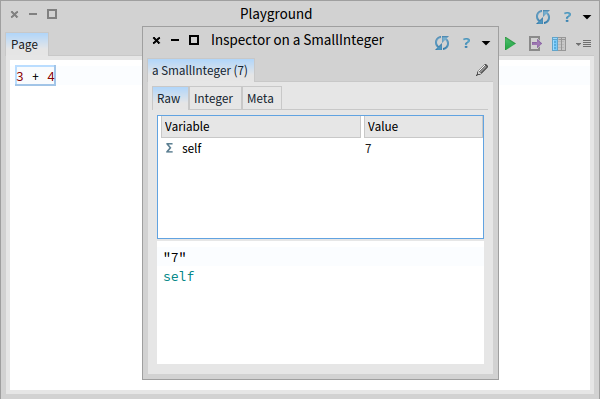 Playground
?
Page
3 + 4
Inspector on a SmallInteger
?
a SmallInteger (7)
Raw Integer Meta
Variable Value
Σ self 7
"7"
self